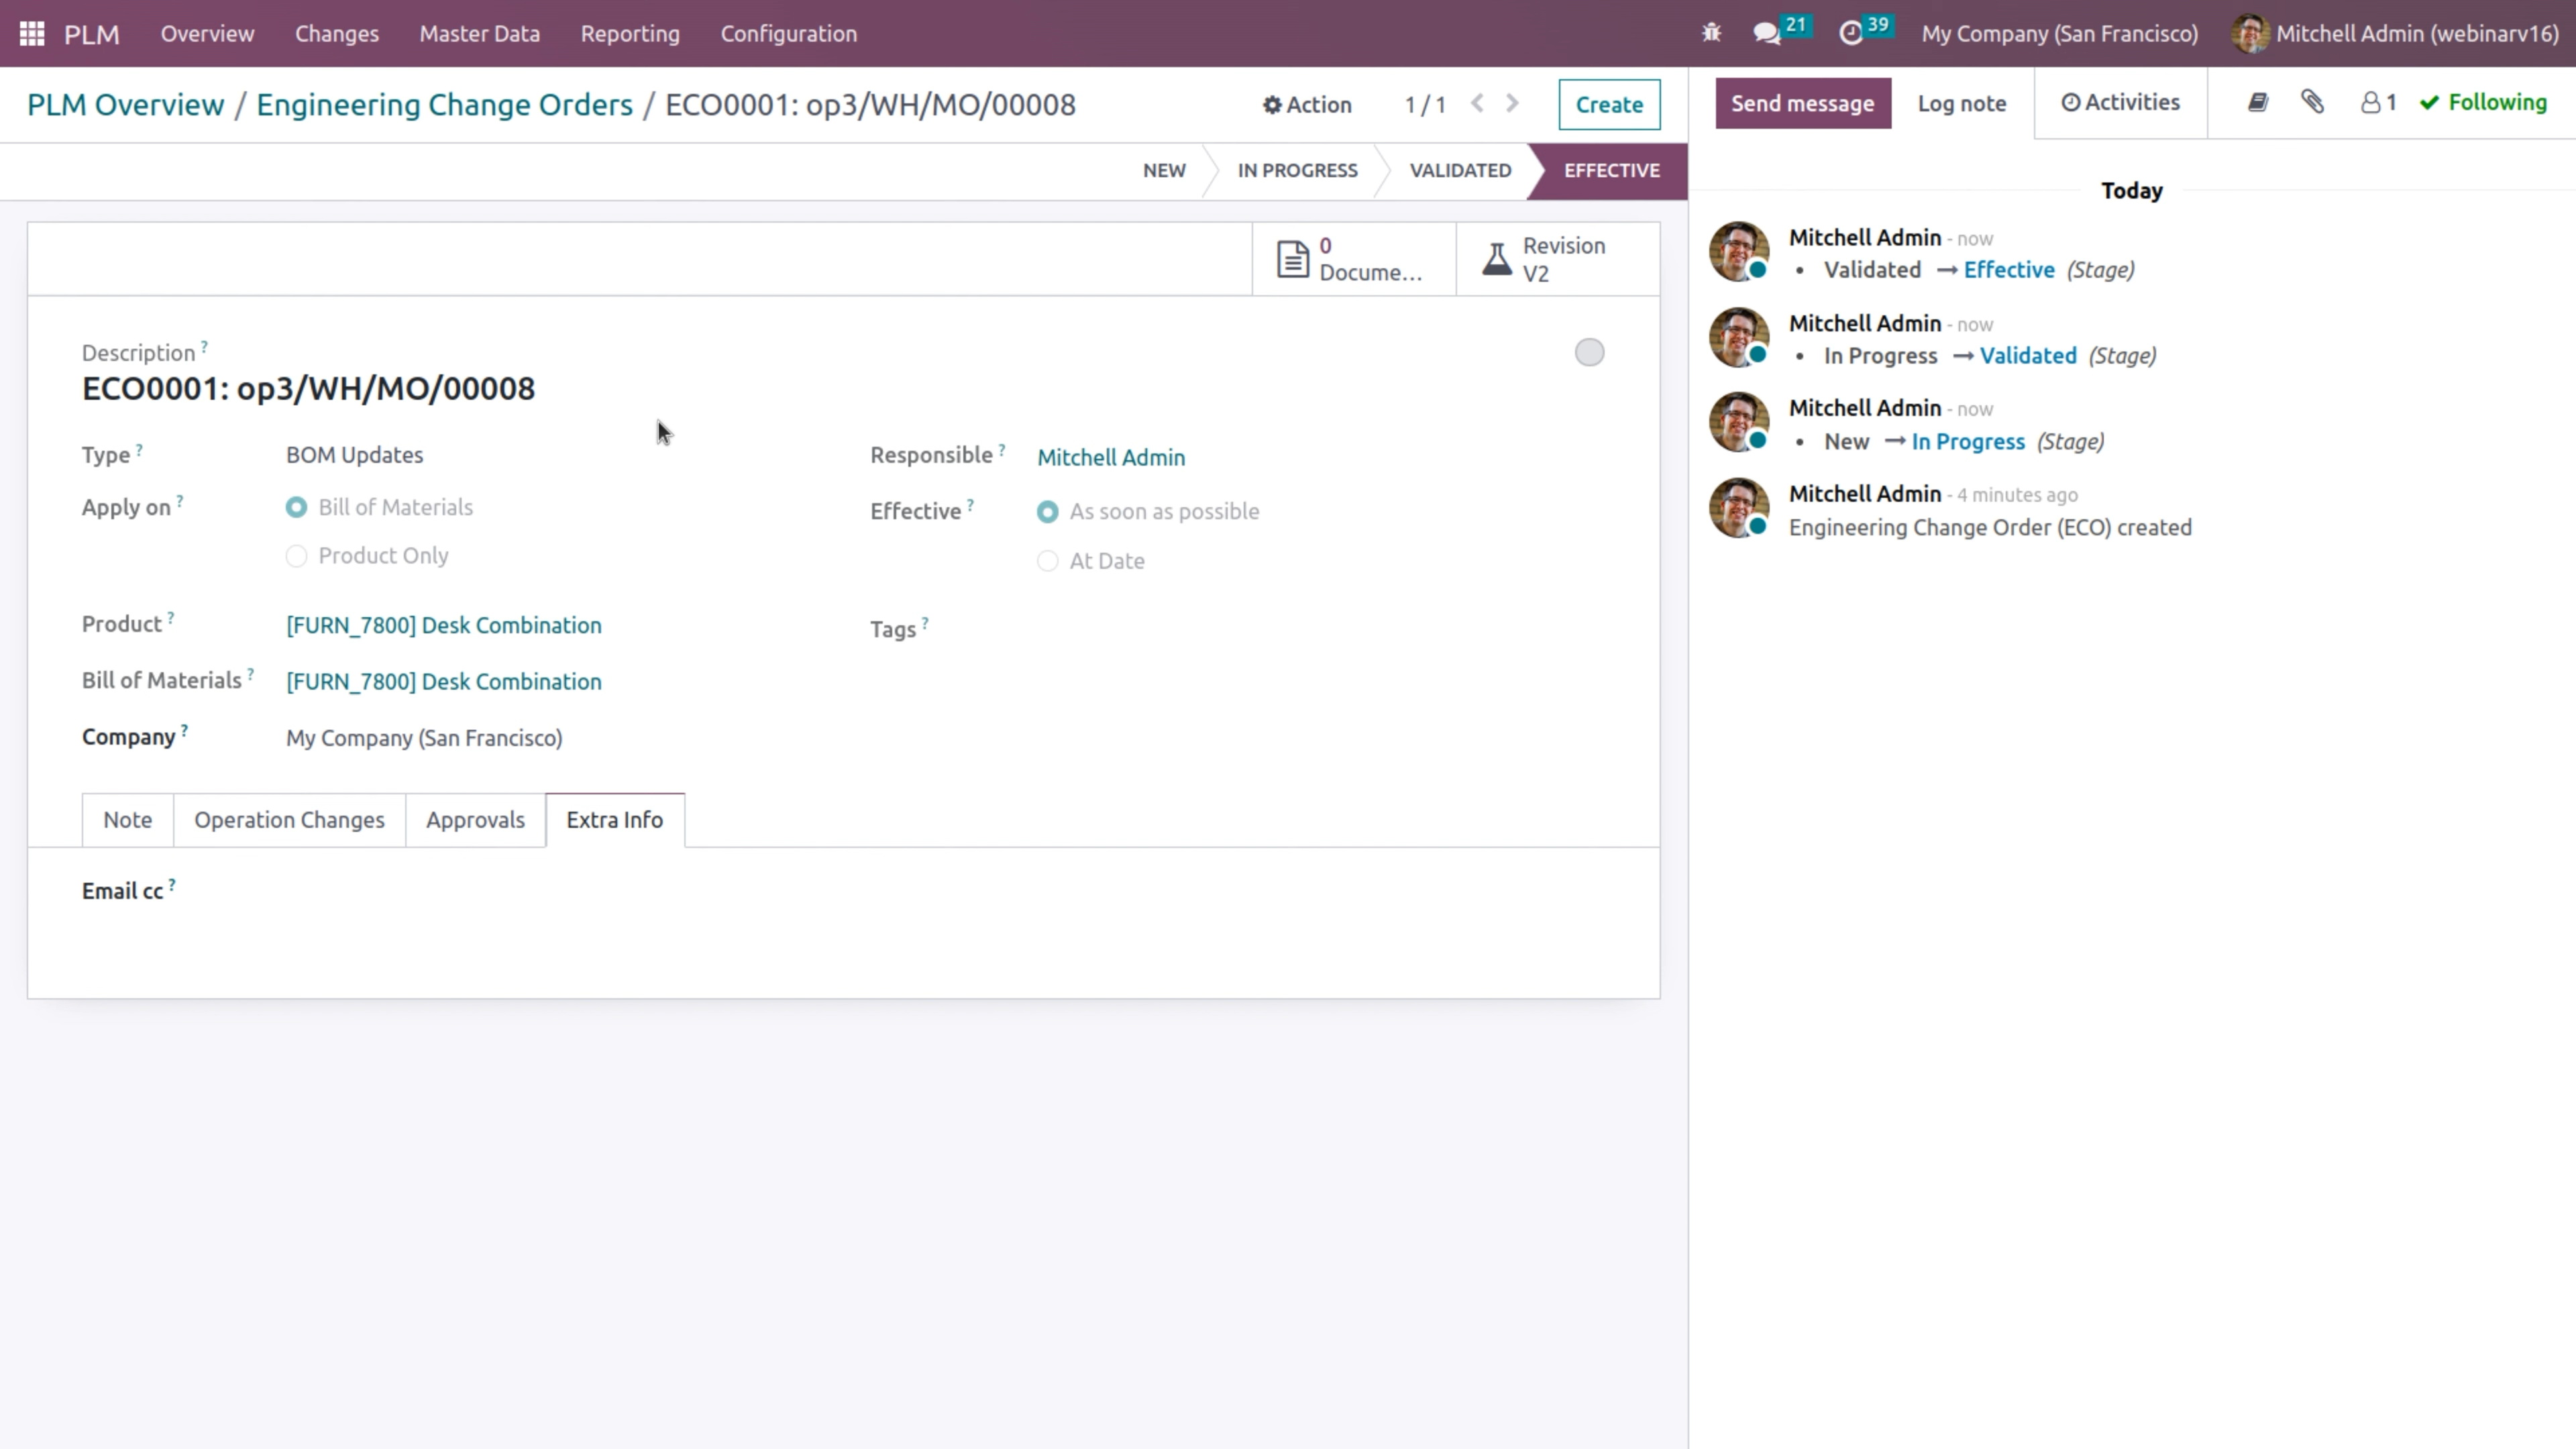 PLM Overview Changes Master Data Reporting Configuration 21 39 My Company (San Francisco) Mitchell Admin (webinarv16)
PLM Overview / Engineering Change Orders / ECO0001: op3/WH/MO/00008 Action 1 / 1 Create
Send message Log note Activities 1 Following
NEW IN PROGRESS VALIDATED EFFECTIVE
0
Docume...
Revision
V2
Description ?
ECO0001: op3/WH/MO/00008
Type ? BOM Updates
Apply on ? Bill of Materials
Product Only
Product ? [FURN_7800] Desk Combination
Bill of Materials ? [FURN_7800] Desk Combination
Company ? My Company (San Francisco)
Responsible ? Mitchell Admin
Effective ? As soon as possible
At Date
Tags ?
Note Operation Changes Approvals Extra Info
Email cc ?
Today
Mitchell Admin - now
• Validated → Effective (Stage)
Mitchell Admin - now
• In Progress → Validated (Stage)
Mitchell Admin - now
• New → In Progress (Stage)
Mitchell Admin - 4 minutes ago
Engineering Change Order (ECO) created